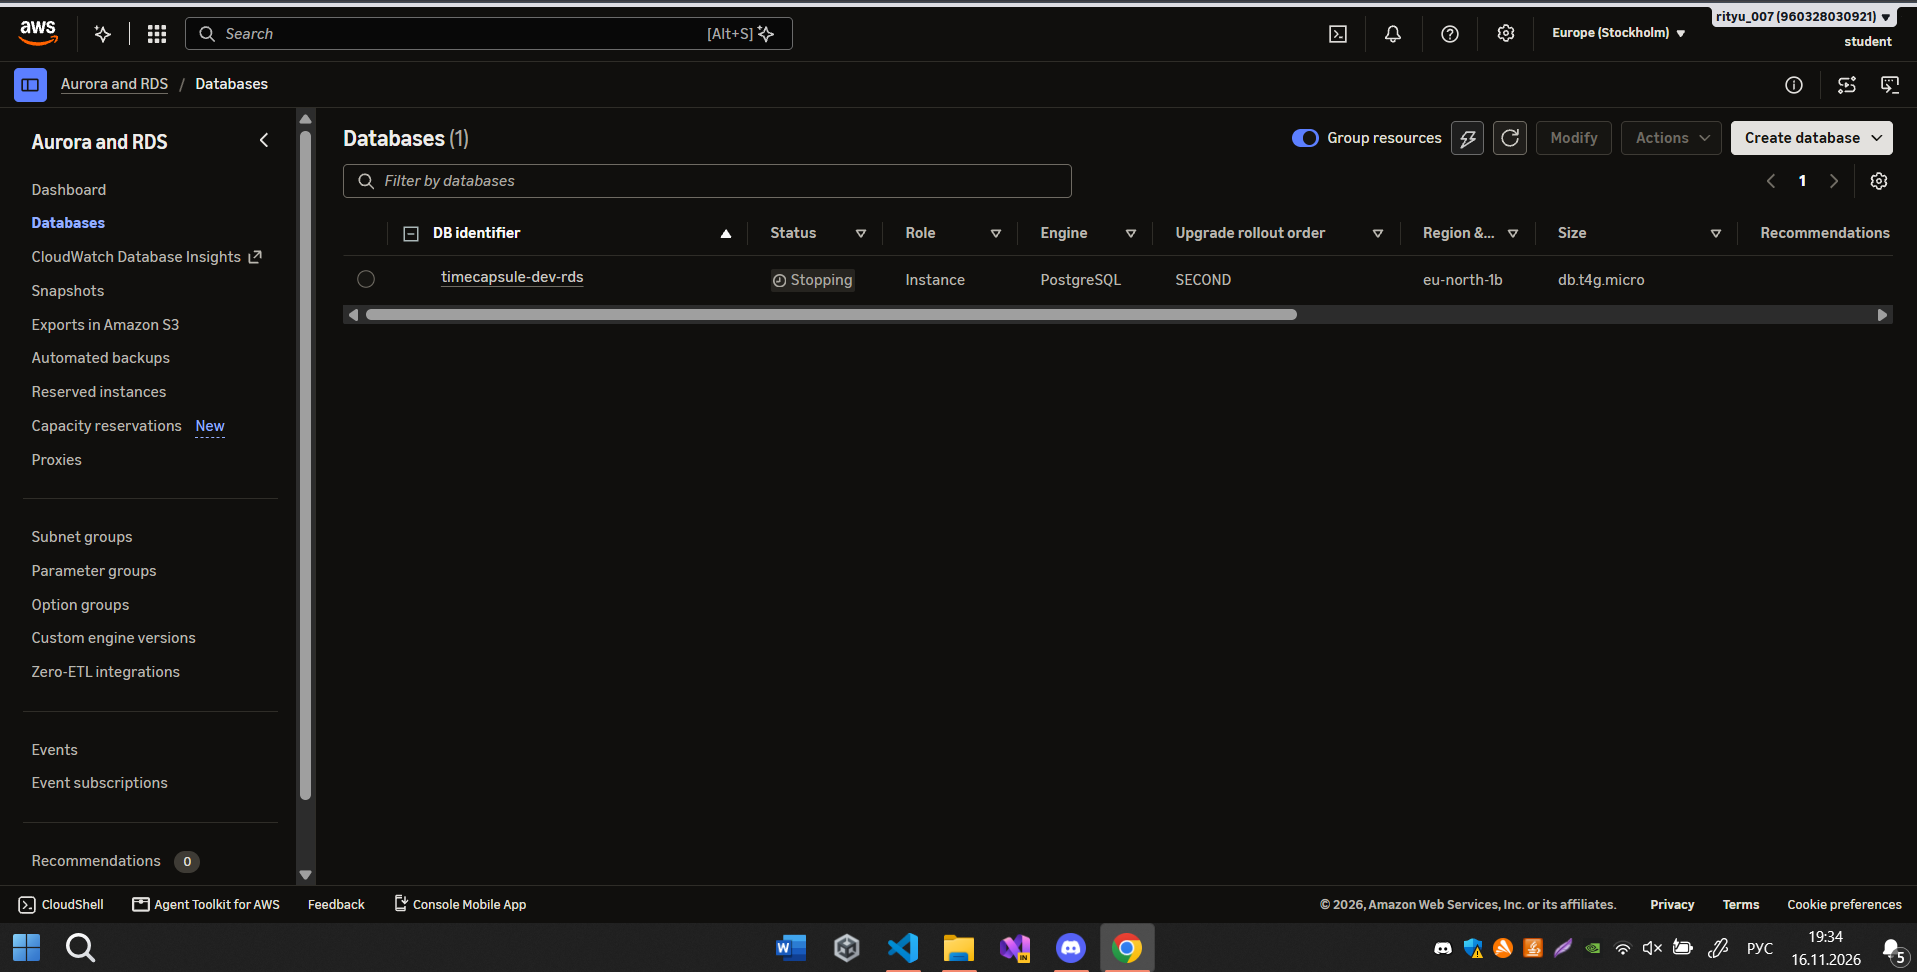 aws
Search
[Alt+S]
Europe (Stockholm)
rityu_007 (960328030921)
student
Aurora and RDS / Databases
Aurora and RDS
Dashboard
Databases
CloudWatch Database Insights
Snapshots
Exports in Amazon S3
Automated backups
Reserved instances
Capacity reservations New
Proxies
Subnet groups
Parameter groups
Option groups
Custom engine versions
Zero-ETL integrations
Events
Event subscriptions
Recommendations 0
Databases (1)
Group resources
Modify
Actions
Create database
Filter by databases
1
DB identifier Status Role Engine Upgrade rollout order Region &... Size Recommendations
timecapsule-dev-rds Stopping Instance PostgreSQL SECOND eu-north-1b db.t4g.micro
CloudShell Agent Toolkit for AWS Feedback Console Mobile App © 2026, Amazon Web Services, Inc. or its affiliates. Privacy Terms Cookie preferences
W
IN
РУС
19:34
16.11.2026
5